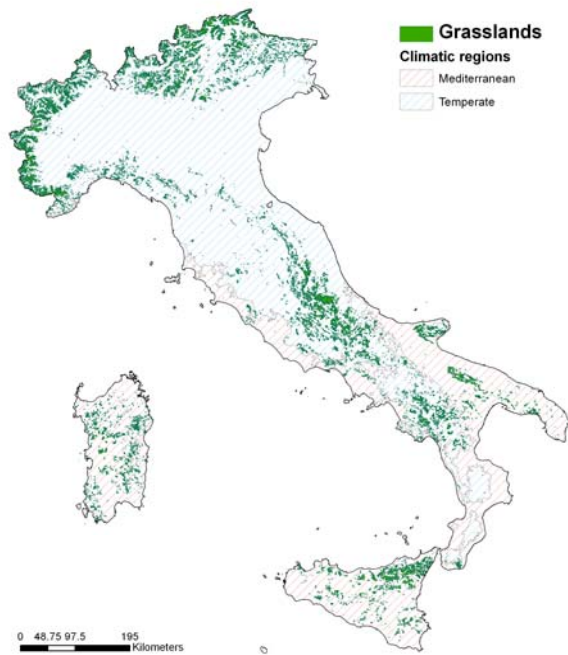 Grasslands
Climatic regions
Mediterranean
Temperate
0 48.75 97.5 195
Kilometers